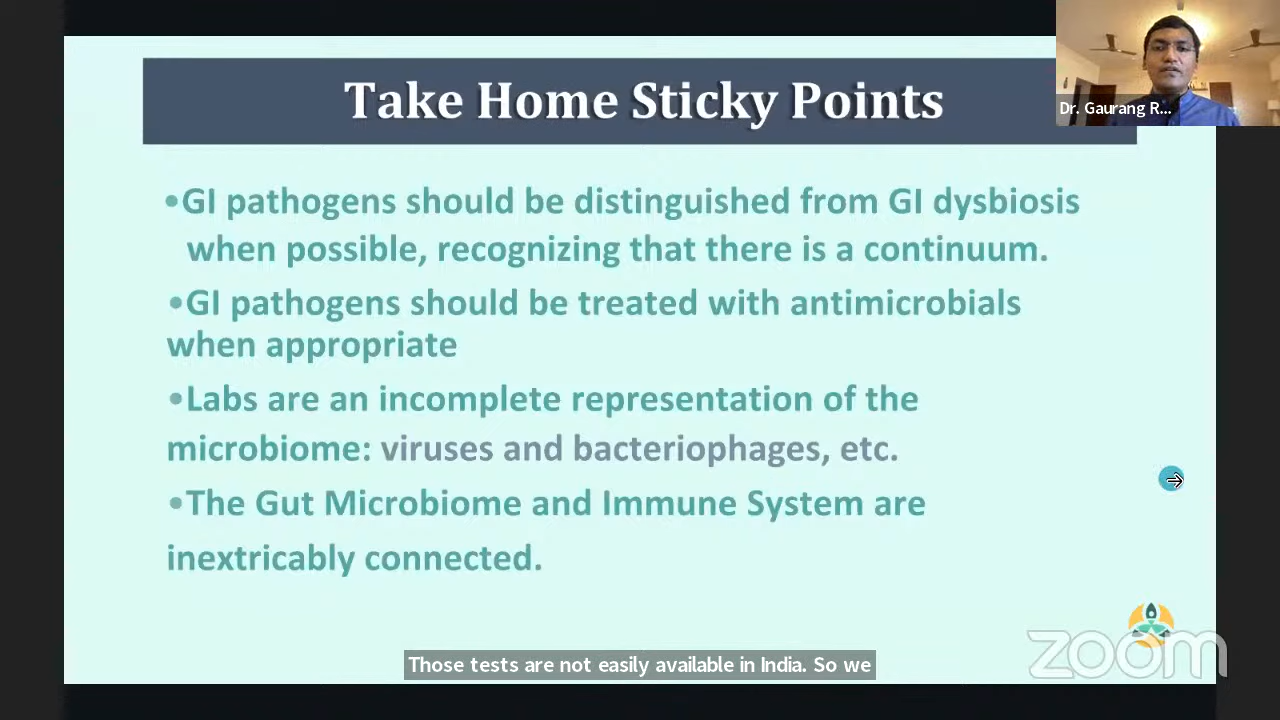 Take Home Sticky Points
Dr. Gaurang R...
•GI pathogens should be distinguished from GI dysbiosis
when possible, recognizing that there is a continuum.
•GI pathogens should be treated with antimicrobials
when appropriate
•Labs are an incomplete representation of the
microbiome: viruses and bacteriophages, etc.
•The Gut Microbiome and Immune System are
inextricably connected.
Those tests are not easily available in India. So we
zoom